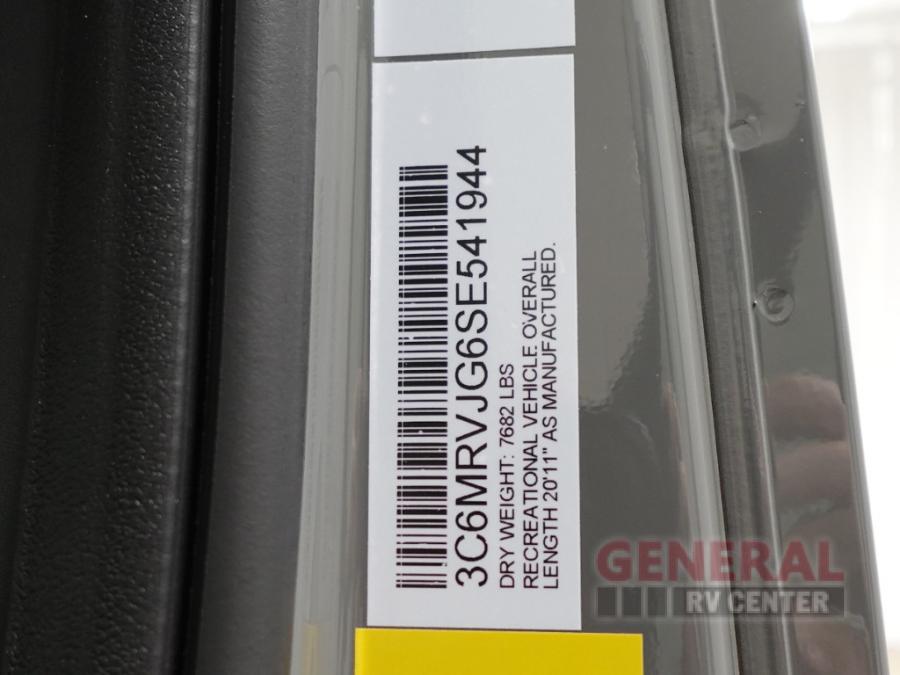 3C6MRVJG6SE541944
DRY WEIGHT: 7682 LBS
RECREATIONAL VEHICLE OVERALL
LENGTH 20'11" AS MANUFACTURED.
GENERAL
RV CENTER